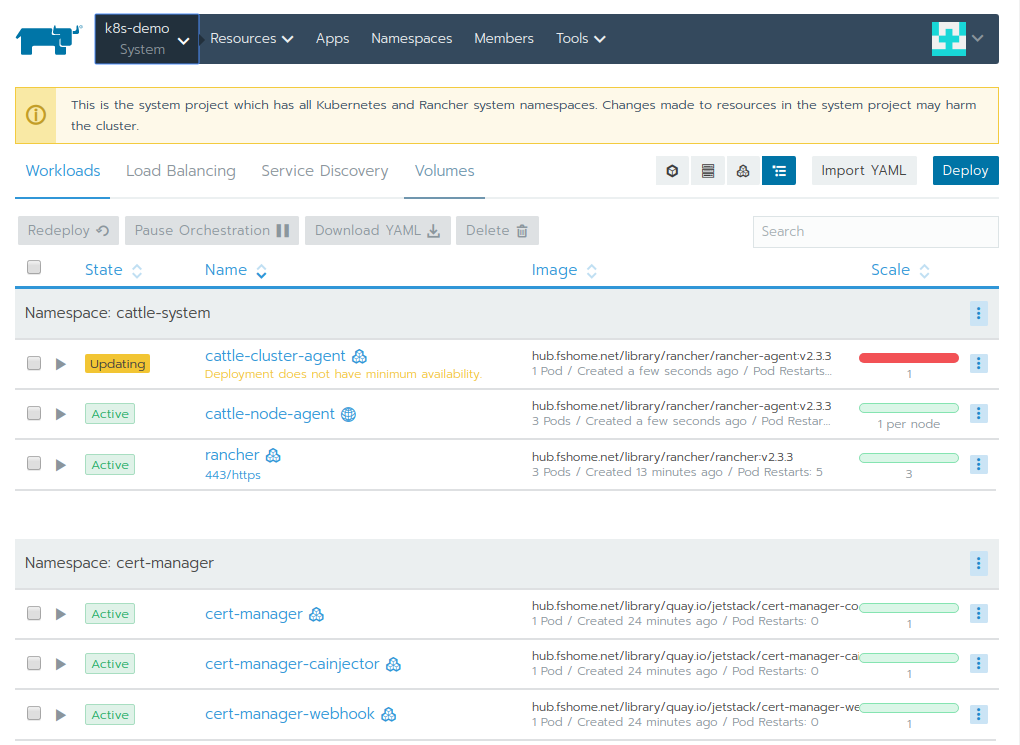 k8s-demo
System
Resources
Apps
Namespaces
Members
Tools
This is the system project which has all Kubernetes and Rancher system namespaces. Changes made to resources in the system project may harm
the cluster.
Workloads
Load Balancing
Service Discovery
Volumes
Import YAML
Deploy
Redeploy
Pause Orchestration
Download YAML
Delete
Search
State
Name
Image
Scale
Namespace: cattle-system
Updating
cattle-cluster-agent
Deployment does not have minimum availability.
hub.fshome.net/library/rancher/rancher-agent:v2.3.3
1 Pod / Created a few seconds ago / Pod Restarts...
1
Active
cattle-node-agent
hub.fshome.net/library/rancher/rancher-agent:v2.3.3
3 Pods / Created a few seconds ago / Pod Restar...
1 per node
Active
rancher
443/https
hub.fshome.net/library/rancher/rancher:v2.3.3
3 Pods / Created 13 minutes ago / Pod Restarts: 5
3
Namespace: cert-manager
Active
cert-manager
hub.fshome.net/library/quay.io/jetstack/cert-manager-co
1 Pod / Created 24 minutes ago / Pod Restarts: 0
1
Active
cert-manager-cainjector
hub.fshome.net/library/quay.io/jetstack/cert-manager-cai
1 Pod / Created 24 minutes ago / Pod Restarts: 0
1
Active
cert-manager-webhook
hub.fshome.net/library/quay.io/jetstack/cert-manager-we
1 Pod / Created 24 minutes ago / Pod Restarts: 0
1